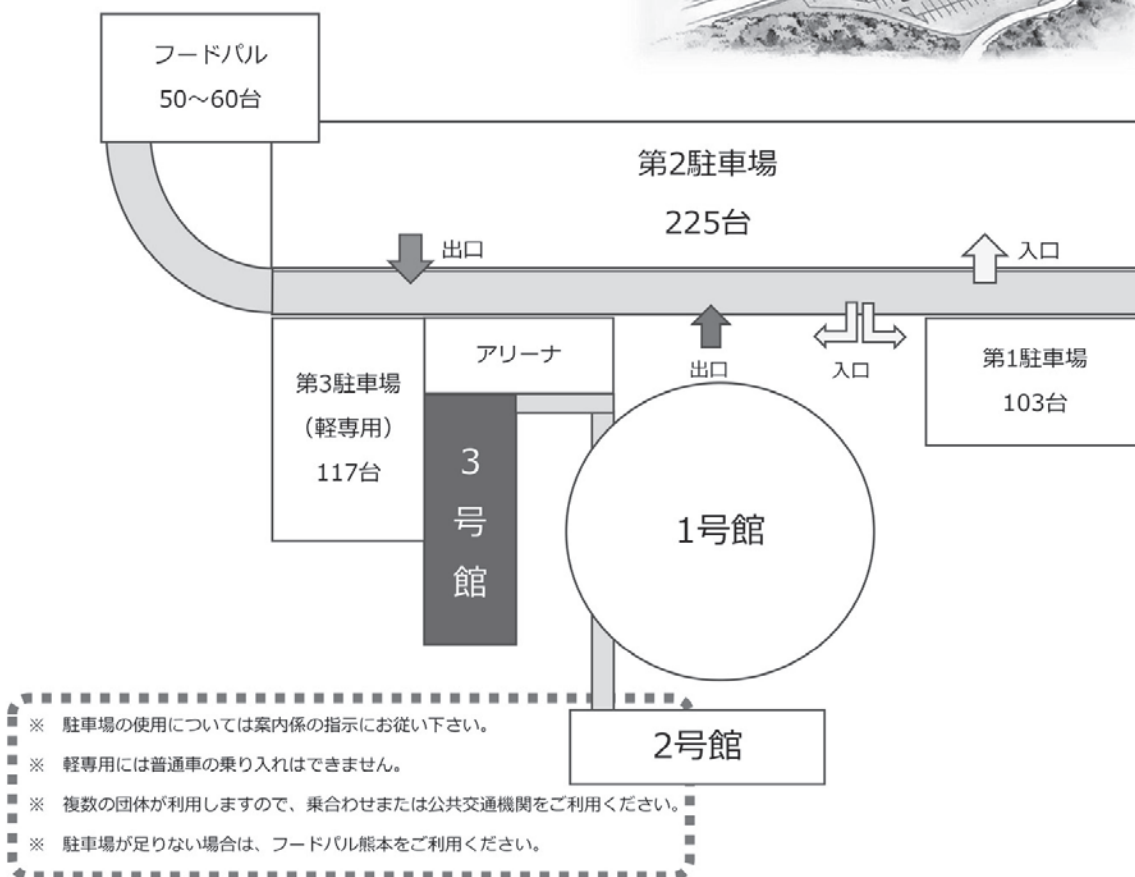 フードパル
50～60台
第2駐車場
225台
出口
入口
第3駐車場
（軽専用）
117台
アリーナ
出口
入口
第1駐車場
103台
3号館
1号館
2号館
※ 駐車場の使用については案内係の指示にお従い下さい。
※ 軽専用には普通車の乗り入れはできません。
※ 複数の団体が利用しますので、乗合わせまたは公共交通機関をご利用ください。
※ 駐車場が足りない場合は、フードパル熊本をご利用ください。